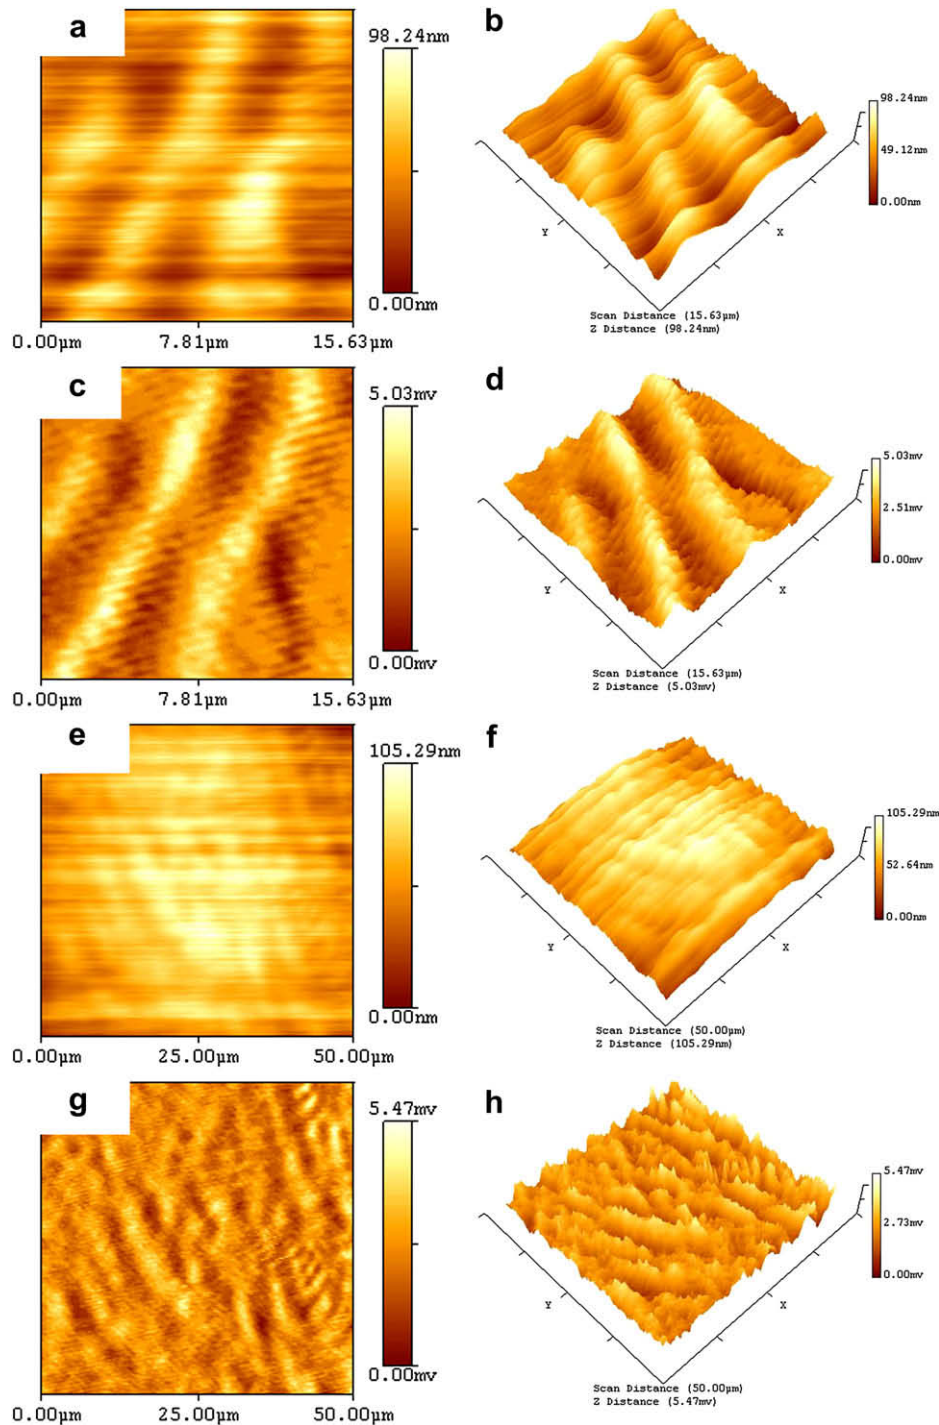 a
98.24nm
0.00nm
0.00µm 7.81µm 15.63µm
b
98.24nm
49.12nm
0.00nm
Y
X
Scan Distance (15.63µm)
Z Distance (98.24nm)
c
5.03mv
0.00mv
0.00µm 7.81µm 15.63µm
d
5.03mv
2.51mv
0.00mv
Y
X
Scan Distance (15.63µm)
Z Distance (5.03mv)
e
105.29nm
0.00nm
0.00µm 25.00µm 50.00µm
f
105.29nm
52.64nm
0.00nm
Y
X
Scan Distance (50.00µm)
Z Distance (105.29nm)
g
5.47mv
0.00mv
0.00µm 25.00µm 50.00µm
h
5.47mv
2.73mv
0.00mv
Y
X
Scan Distance (50.00µm)
Z Distance (5.47mv)